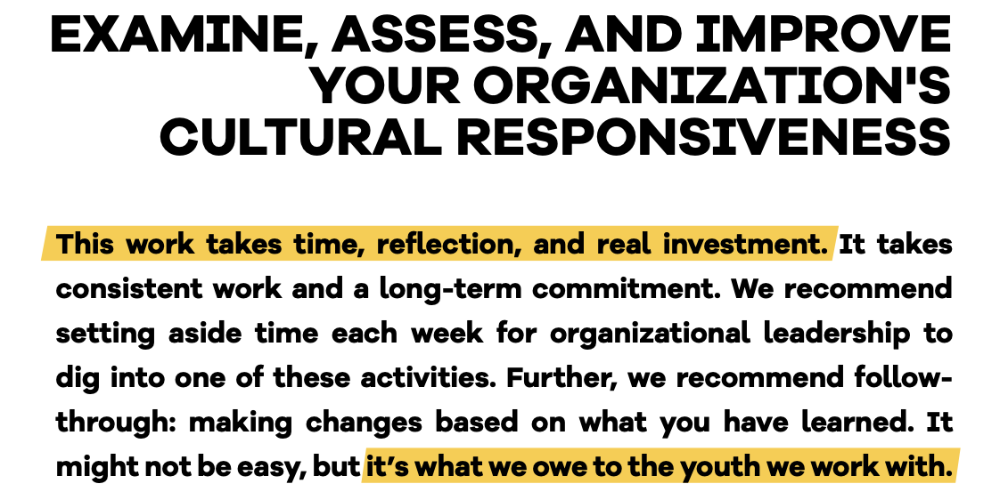 EXAMINE, ASSESS, AND IMPROVE
YOUR ORGANIZATION'S
CULTURAL RESPONSIVENESS
This work takes time, reflection, and real investment. It takes
consistent work and a long-term commitment. We recommend
setting aside time each week for organizational leadership to
dig into one of these activities. Further, we recommend follow-
through: making changes based on what you have learned. It
might not be easy, but it’s what we owe to the youth we work with.